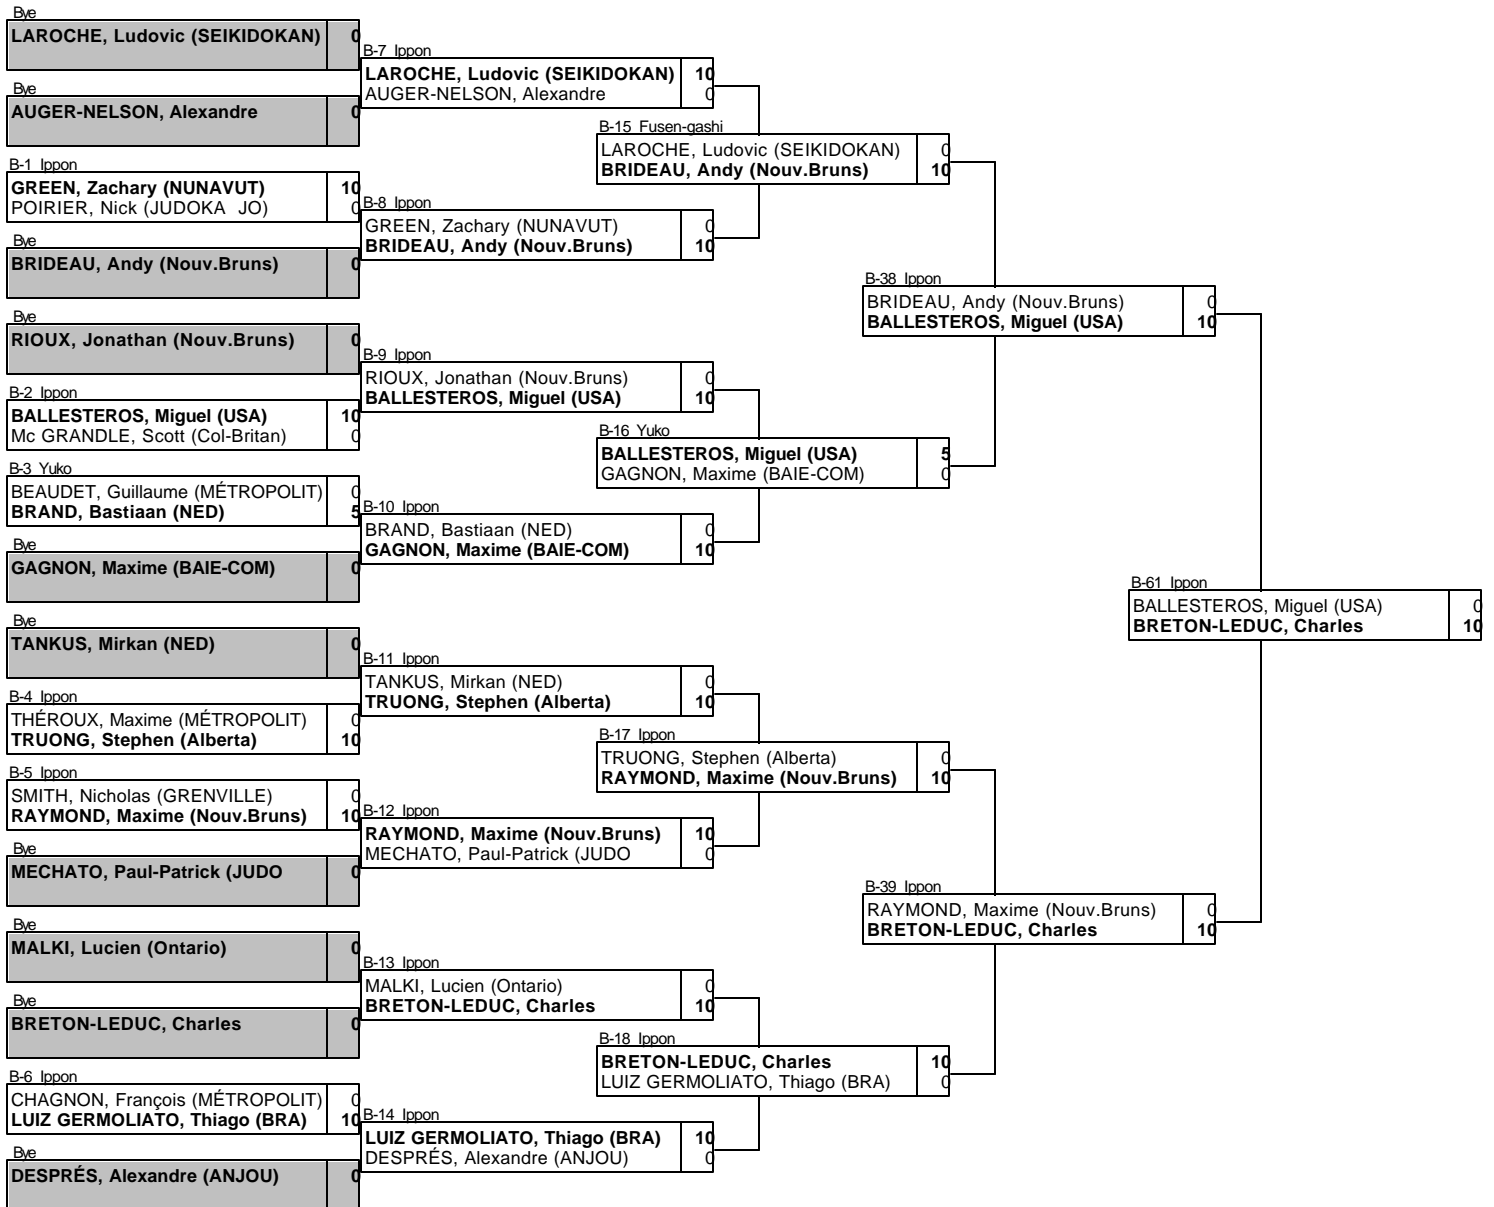 Bye
LAROCHE, Ludovic (SEIKIDOKAN) 0
Bye
AUGER-NELSON, Alexandre 0
B-1 Ippon
GREEN, Zachary (NUNAVUT) 10
POIRIER, Nick (JUDOKA JO) 0
Bye
BRIDEAU, Andy (Nouv.Bruns) 0
Bye
RIOUX, Jonathan (Nouv.Bruns) 0
B-2 Ippon
BALLESTEROS, Miguel (USA) 10
Mc GRANDLE, Scott (Col-Britan) 0
B-3 Yuko
BEAUDET, Guillaume (MÉTROPOLIT) 0
BRAND, Bastiaan (NED) 5
Bye
GAGNON, Maxime (BAIE-COM) 0
Bye
TANKUS, Mirkan (NED) 0
B-4 Ippon
THÉROUX, Maxime (MÉTROPOLIT) 0
TRUONG, Stephen (Alberta) 10
B-5 Ippon
SMITH, Nicholas (GRENVILLE) 0
RAYMOND, Maxime (Nouv.Bruns) 10
Bye
MECHATO, Paul-Patrick (JUDO 0
Bye
MALKI, Lucien (Ontario) 0
Bye
BRETON-LEDUC, Charles 0
B-6 Ippon
CHAGNON, François (MÉTROPOLIT) 0
LUIZ GERMOLIATO, Thiago (BRA) 10
Bye
DESPRÉS, Alexandre (ANJOU) 0
B-7 Ippon
LAROCHE, Ludovic (SEIKIDOKAN) 10
AUGER-NELSON, Alexandre 0
B-8 Ippon
GREEN, Zachary (NUNAVUT) 0
BRIDEAU, Andy (Nouv.Bruns) 10
B-9 Ippon
RIOUX, Jonathan (Nouv.Bruns) 0
BALLESTEROS, Miguel (USA) 10
B-10 Ippon
BRAND, Bastiaan (NED) 0
GAGNON, Maxime (BAIE-COM) 10
B-11 Ippon
TANKUS, Mirkan (NED) 0
TRUONG, Stephen (Alberta) 10
B-12 Ippon
RAYMOND, Maxime (Nouv.Bruns) 10
MECHATO, Paul-Patrick (JUDO 0
B-13 Ippon
MALKI, Lucien (Ontario) 0
BRETON-LEDUC, Charles 10
B-14 Ippon
LUIZ GERMOLIATO, Thiago (BRA) 10
DESPRÉS, Alexandre (ANJOU) 0
B-15 Fusen-gashi
LAROCHE, Ludovic (SEIKIDOKAN) 0
BRIDEAU, Andy (Nouv.Bruns) 10
B-16 Yuko
BALLESTEROS, Miguel (USA) 5
GAGNON, Maxime (BAIE-COM) 0
B-17 Ippon
TRUONG, Stephen (Alberta) 0
RAYMOND, Maxime (Nouv.Bruns) 10
B-18 Ippon
BRETON-LEDUC, Charles 10
LUIZ GERMOLIATO, Thiago (BRA) 0
B-38 Ippon
BRIDEAU, Andy (Nouv.Bruns) 0
BALLESTEROS, Miguel (USA) 10
B-39 Ippon
RAYMOND, Maxime (Nouv.Bruns) 0
BRETON-LEDUC, Charles 10
B-61 Ippon
BALLESTEROS, Miguel (USA) 0
BRETON-LEDUC, Charles 10